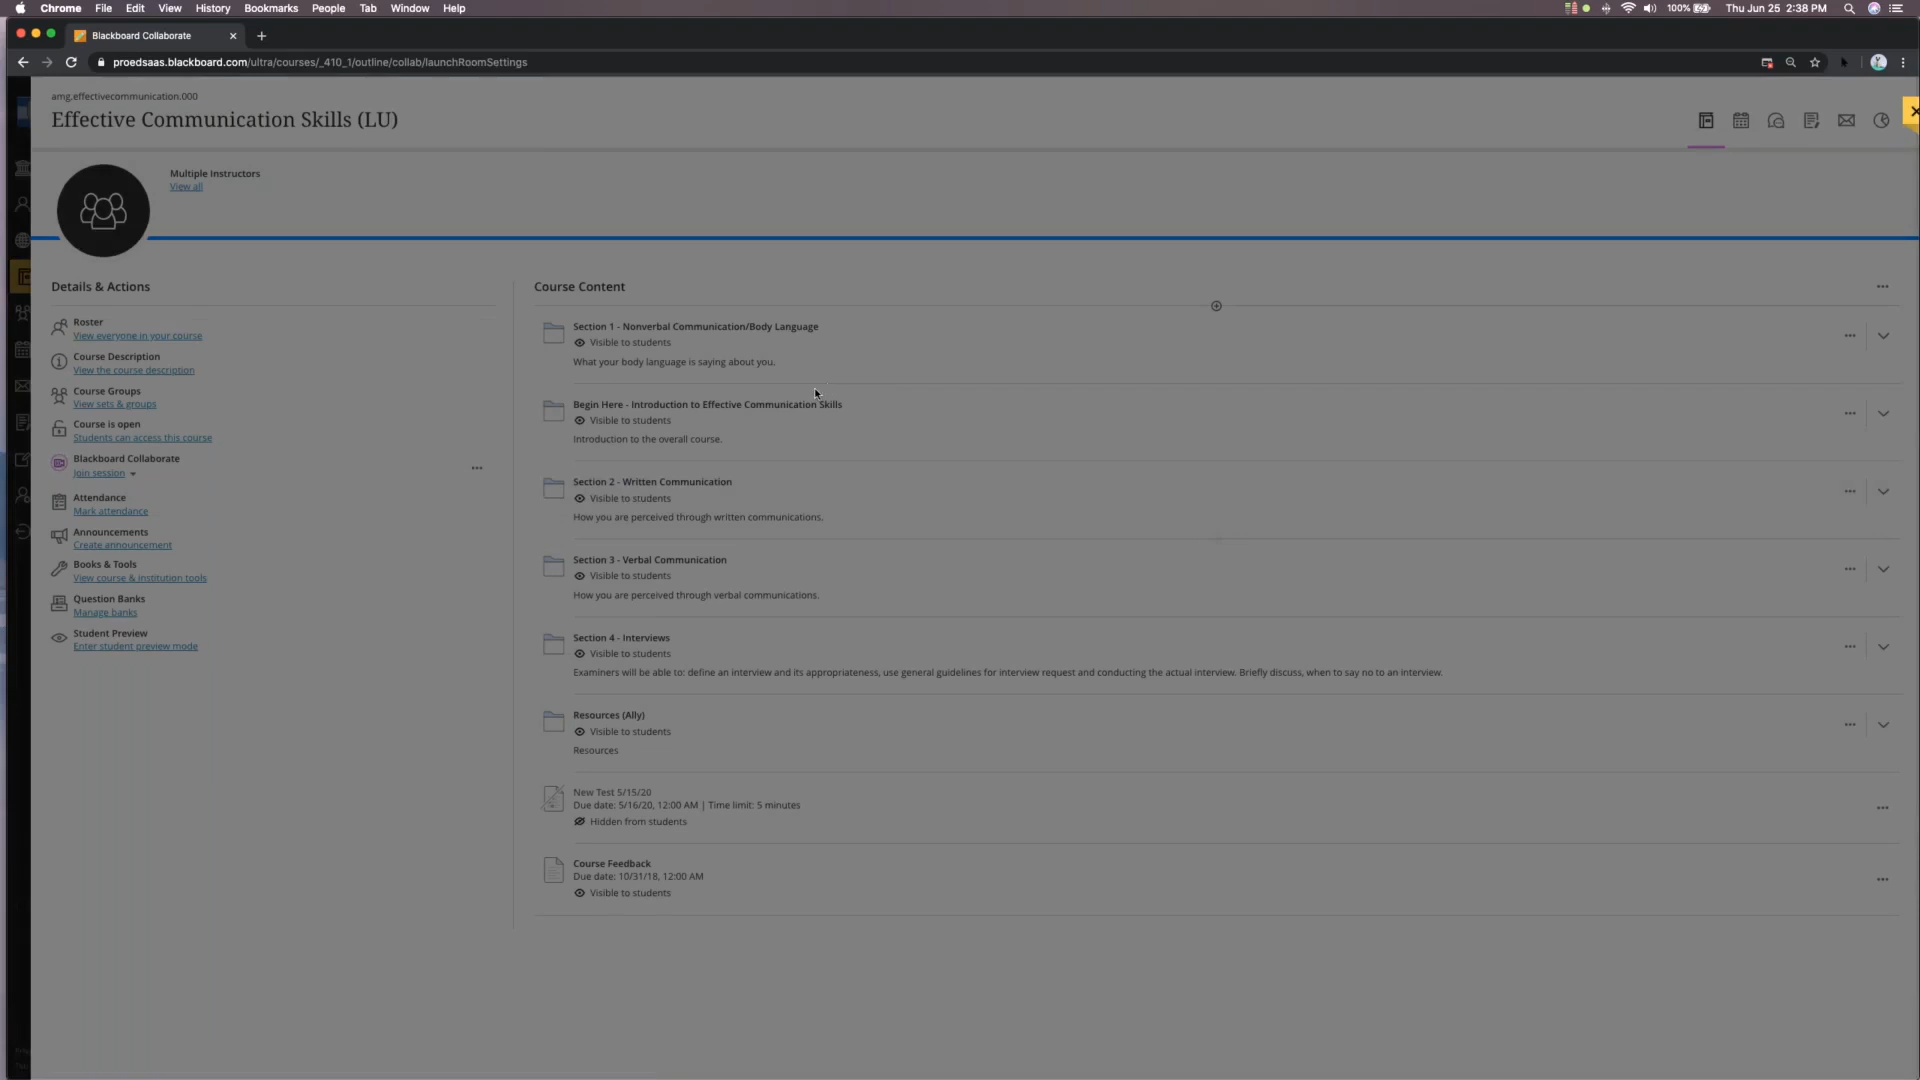 Chrome File Edit View History Bookmarks People Tab Window Help 100% Thu Jun 25 2:38 PM
Blackboard Collaborate
proedsaas.blackboard.com/ultra/courses/_410_1/outline/collab/launchRoomSettings
amg.effectivecommunication.000
Effective Communication Skills (LU)
Multiple Instructors
View all
Details & Actions
Roster
View everyone in your course
Course Description
View the course description
Course Groups
View sets & groups
Course is open
Students can access this course
Blackboard Collaborate
Join session
Attendance
Mark attendance
Announcements
Create announcement
Books & Tools
View course & institution tools
Question Banks
Manage banks
Student Preview
Enter student preview mode
Course Content
Section 1 - Nonverbal Communication/Body Language
Visible to students
What your body language is saying about you.
Begin Here - Introduction to Effective Communication Skills
Visible to students
Introduction to the overall course.
Section 2 - Written Communication
Visible to students
How you are perceived through written communications.
Section 3 - Verbal Communication
Visible to students
How you are perceived through verbal communications.
Section 4 - Interviews
Visible to students
Examiners will be able to: define an interview and its appropriateness, use general guidelines for interview request and conducting the actual interview. Briefly discuss, when to say no to an interview.
Resources (Ally)
Visible to students
Resources
New Test 5/15/20
Due date: 5/16/20, 12:00 AM | Time limit: 5 minutes
Hidden from students
Course Feedback
Due date: 10/31/18, 12:00 AM
Visible to students